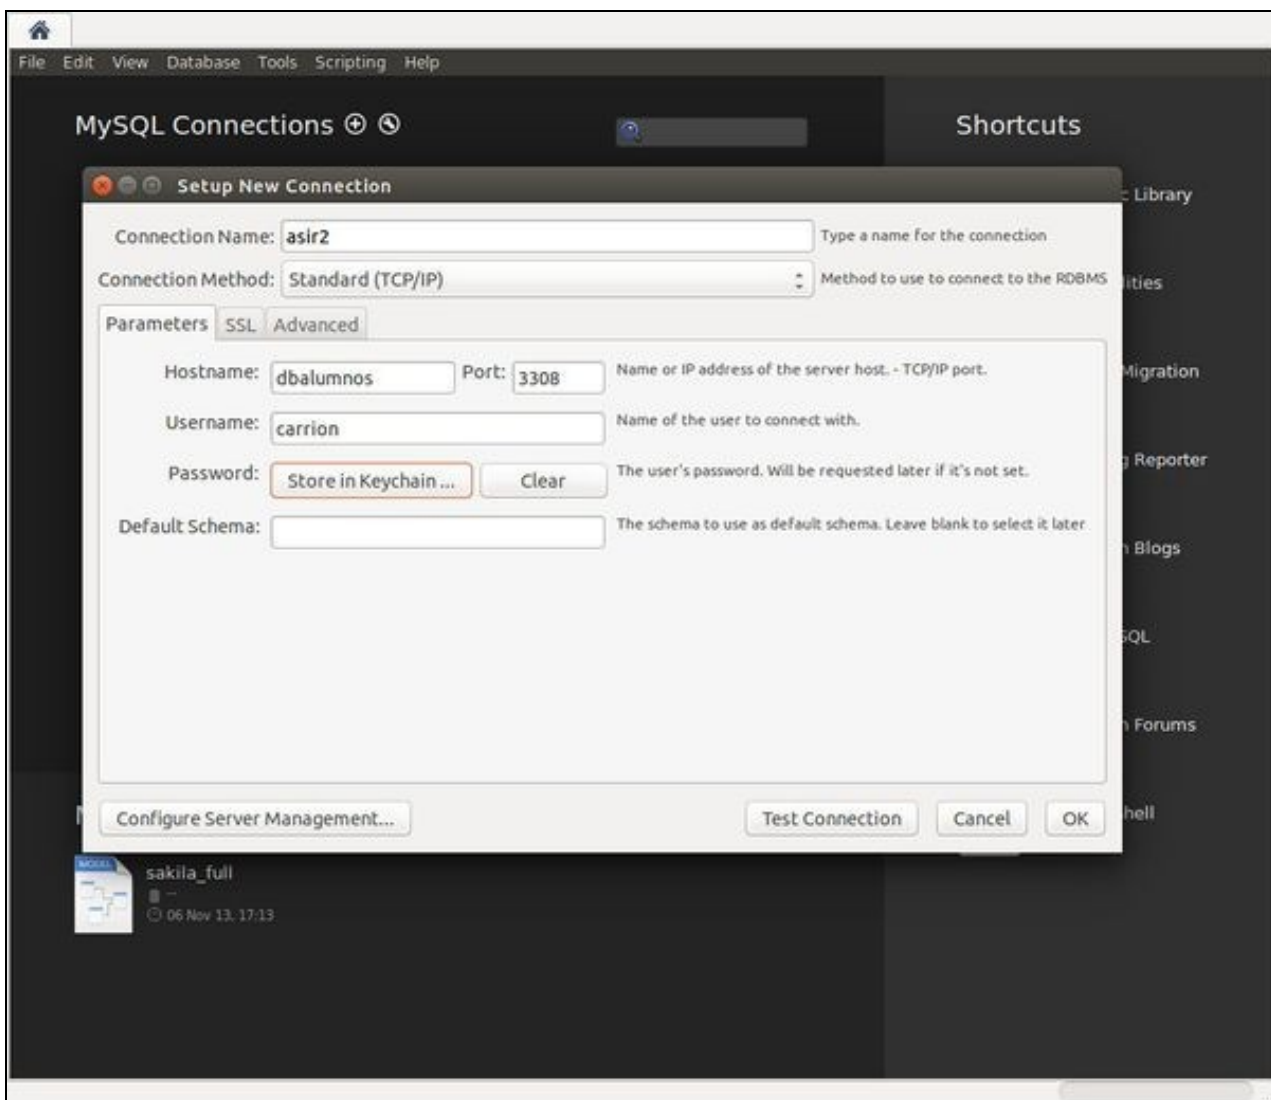 File Edit View Database Tools Scripting Help
MySQL Connections
Shortcuts
Setup New Connection
Connection Name: asir2 Type a name for the connection
Connection Method: Standard (TCP/IP) Method to use to connect to the RDBMS
Parameters SSL Advanced
Hostname: dbalumnos Port: 3308 Name or IP address of the server host. - TCP/IP port.
Username: carrion Name of the user to connect with.
Password: Store in Keychain ... Clear The user's password. Will be requested later if it's not set.
Default Schema: The schema to use as default schema. Leave blank to select it later
Library
Migration
Reporter
Blogs
Forums
Configure Server Management... Test Connection Cancel OK
MODEL
sakila_full
--
06 Nov 13, 17:13